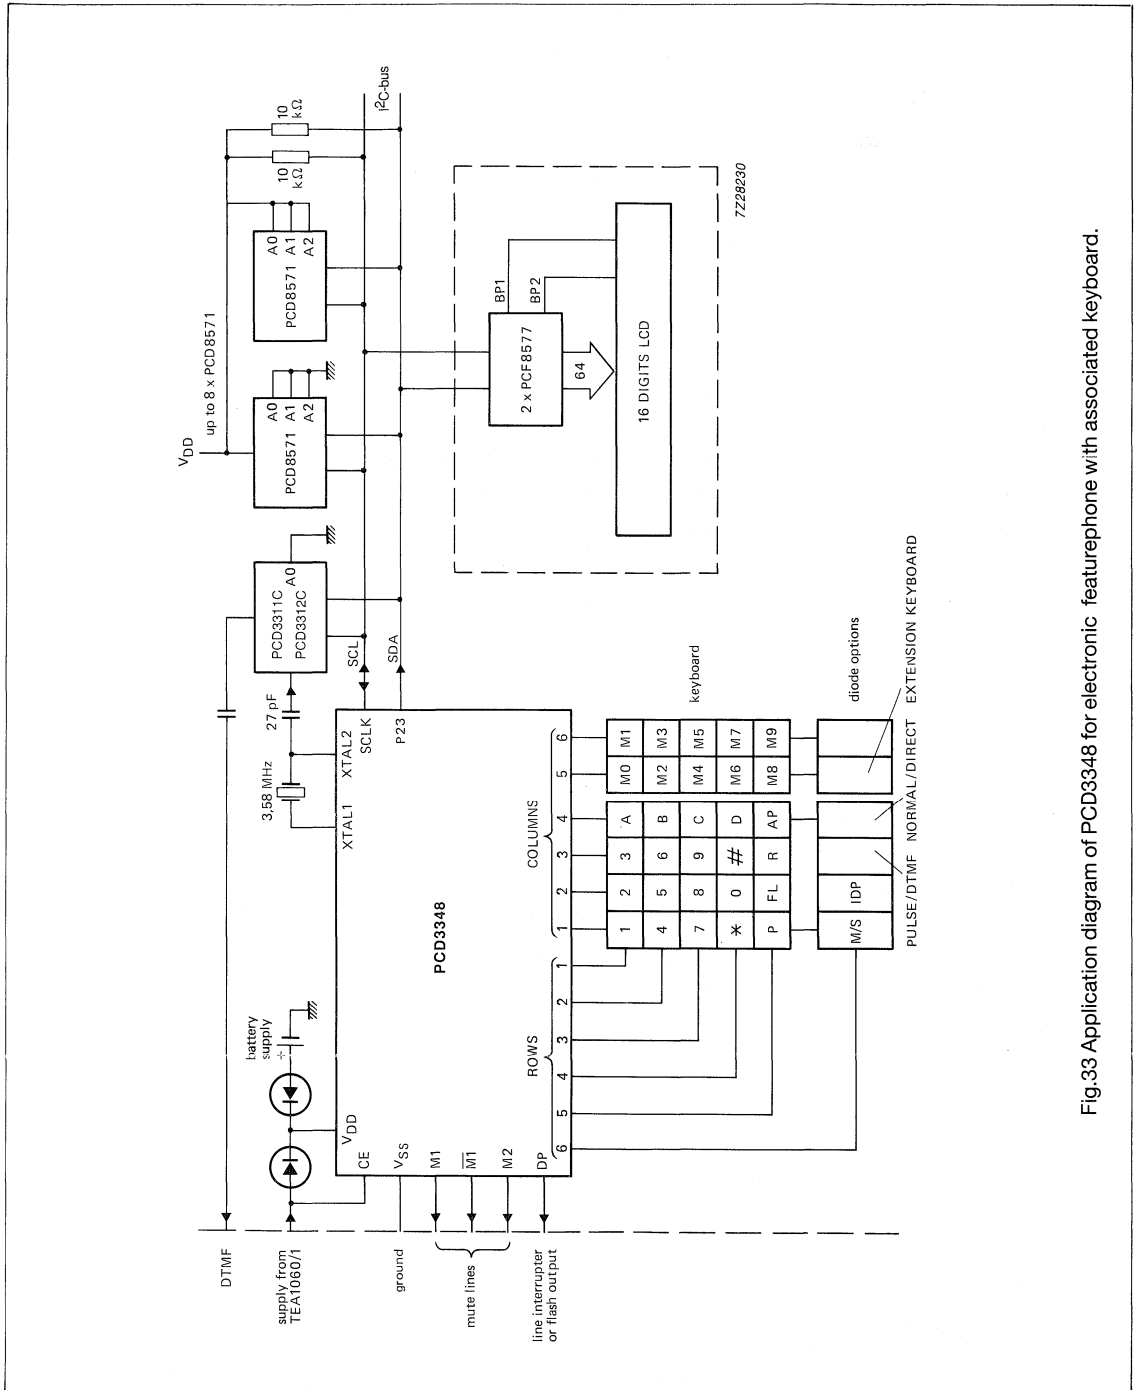 DTMF
supply from
TEA1060/1
ground
mute lines
line interrupter
or flash output
battery
supply
+
CE
VDD
VSS
M1
M1
M2
DP
PCD3348
3,58 MHz
27 pF
XTAL1
XTAL2
SCLK
P23
SCL
SDA
PCD3311C
PCD3312C
A0
VDD
up to 8 x PCD8571
PCD8571
A0
A1
A2
PCD8571
A0
A1
A2
10
kΩ
10
kΩ
I²C-bus
2 x PCF8577
BP1
BP2
64
16 DIGITS LCD
7Z28230
ROWS
6 5 4 3 2 1
COLUMNS
1 2 3 4 5 6
1 2 3 A M0 M1
4 5 6 B M2 M3
7 8 9 C M4 M5
* 0 # D M6 M7
P FL R AP M8 M9
keyboard
M/S IDP
diode options
PULSE/DTMF NORMAL/DIRECT EXTENSION KEYBOARD
Fig.33 Application diagram of PCD3348 for electronic featurephone with associated keyboard.